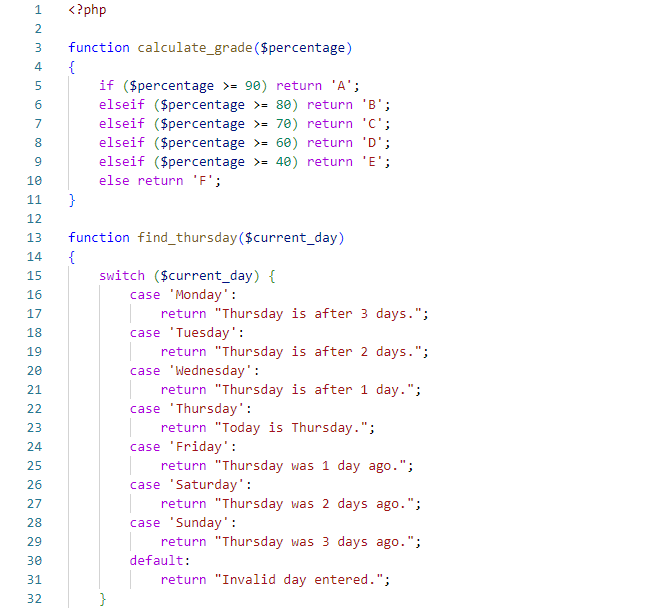 1 <?php
2
3 function calculate_grade($percentage)
4 {
5     if ($percentage >= 90) return 'A';
6     elseif ($percentage >= 80) return 'B';
7     elseif ($percentage >= 70) return 'C';
8     elseif ($percentage >= 60) return 'D';
9     elseif ($percentage >= 40) return 'E';
10     else return 'F';
11 }
12
13 function find_thursday($current_day)
14 {
15     switch ($current_day) {
16         case 'Monday':
17             return "Thursday is after 3 days.";
18         case 'Tuesday':
19             return "Thursday is after 2 days.";
20         case 'Wednesday':
21             return "Thursday is after 1 day.";
22         case 'Thursday':
23             return "Today is Thursday.";
24         case 'Friday':
25             return "Thursday was 1 day ago.";
26         case 'Saturday':
27             return "Thursday was 2 days ago.";
28         case 'Sunday':
29             return "Thursday was 3 days ago.";
30         default:
31             return "Invalid day entered.";
32     }